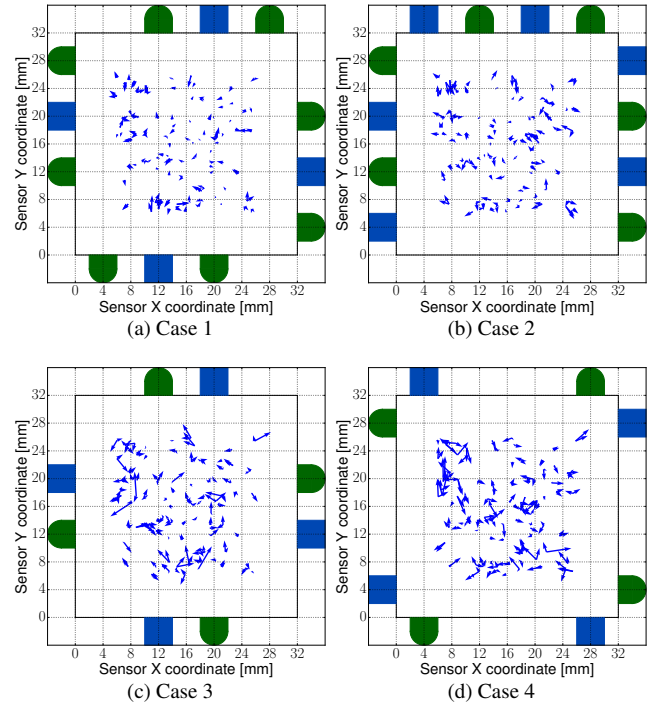 32
28
24
20
16
12
8
4
0
Sensor Y coordinate [mm]
0 4 8 12 16 20 24 28 32
Sensor X coordinate [mm]
(a) Case 1
32
28
24
20
16
12
8
4
0
Sensor Y coordinate [mm]
0 4 8 12 16 20 24 28 32
Sensor X coordinate [mm]
(b) Case 2
32
28
24
20
16
12
8
4
0
Sensor Y coordinate [mm]
0 4 8 12 16 20 24 28 32
Sensor X coordinate [mm]
(c) Case 3
32
28
24
20
16
12
8
4
0
Sensor Y coordinate [mm]
0 4 8 12 16 20 24 28 32
Sensor X coordinate [mm]
(d) Case 4